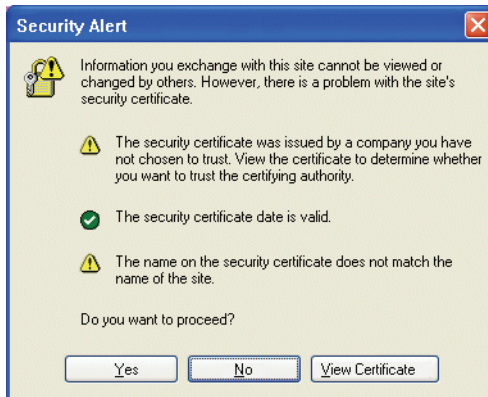 Security Alert
Information you exchange with this site cannot be viewed or
changed by others. However, there is a problem with the site's
security certificate.
The security certificate was issued by a company you have
not chosen to trust. View the certificate to determine whether
you want to trust the certifying authority.
The security certificate date is valid.
The name on the security certificate does not match the
name of the site.
Do you want to proceed?
Yes No View Certificate